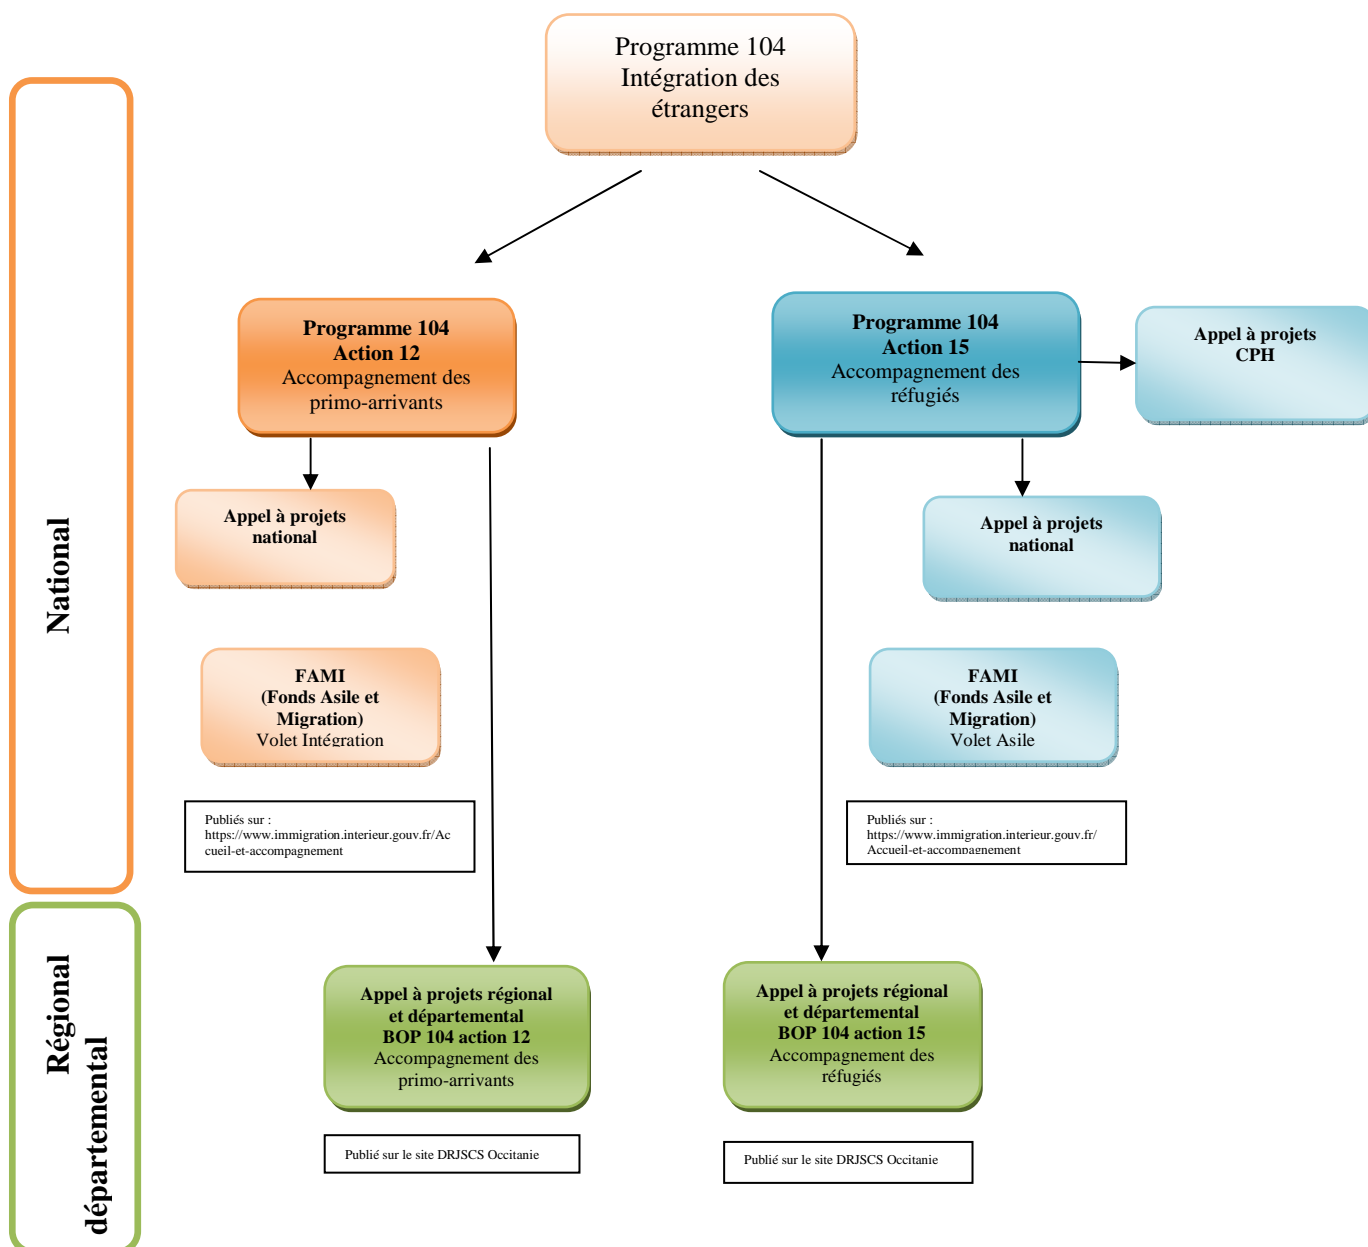 Programme 104
Intégration des
étrangers
National
Programme 104
Action 12
Accompagnement des
primo-arrivants
Programme 104
Action 15
Accompagnement des
réfugiés
Appel à projets
CPH
Appel à projets
national
Appel à projets
national
FAMI
(Fonds Asile et
Migration)
Volet Intégration
FAMI
(Fonds Asile et
Migration)
Volet Asile
Publiés sur :
https://www.immigration.interieur.gouv.fr/Ac
cueil-et-accompagnement
Publiés sur :
https://www.immigration.interieur.gouv.fr/
Accueil-et-accompagnement
Régional
départemental
Appel à projets régional
et départemental
BOP 104 action 12
Accompagnement des
primo-arrivants
Appel à projets régional
et départemental
BOP 104 action 15
Accompagnement des
réfugiés
Publié sur le site DRJSCS Occitanie
Publié sur le site DRJSCS Occitanie